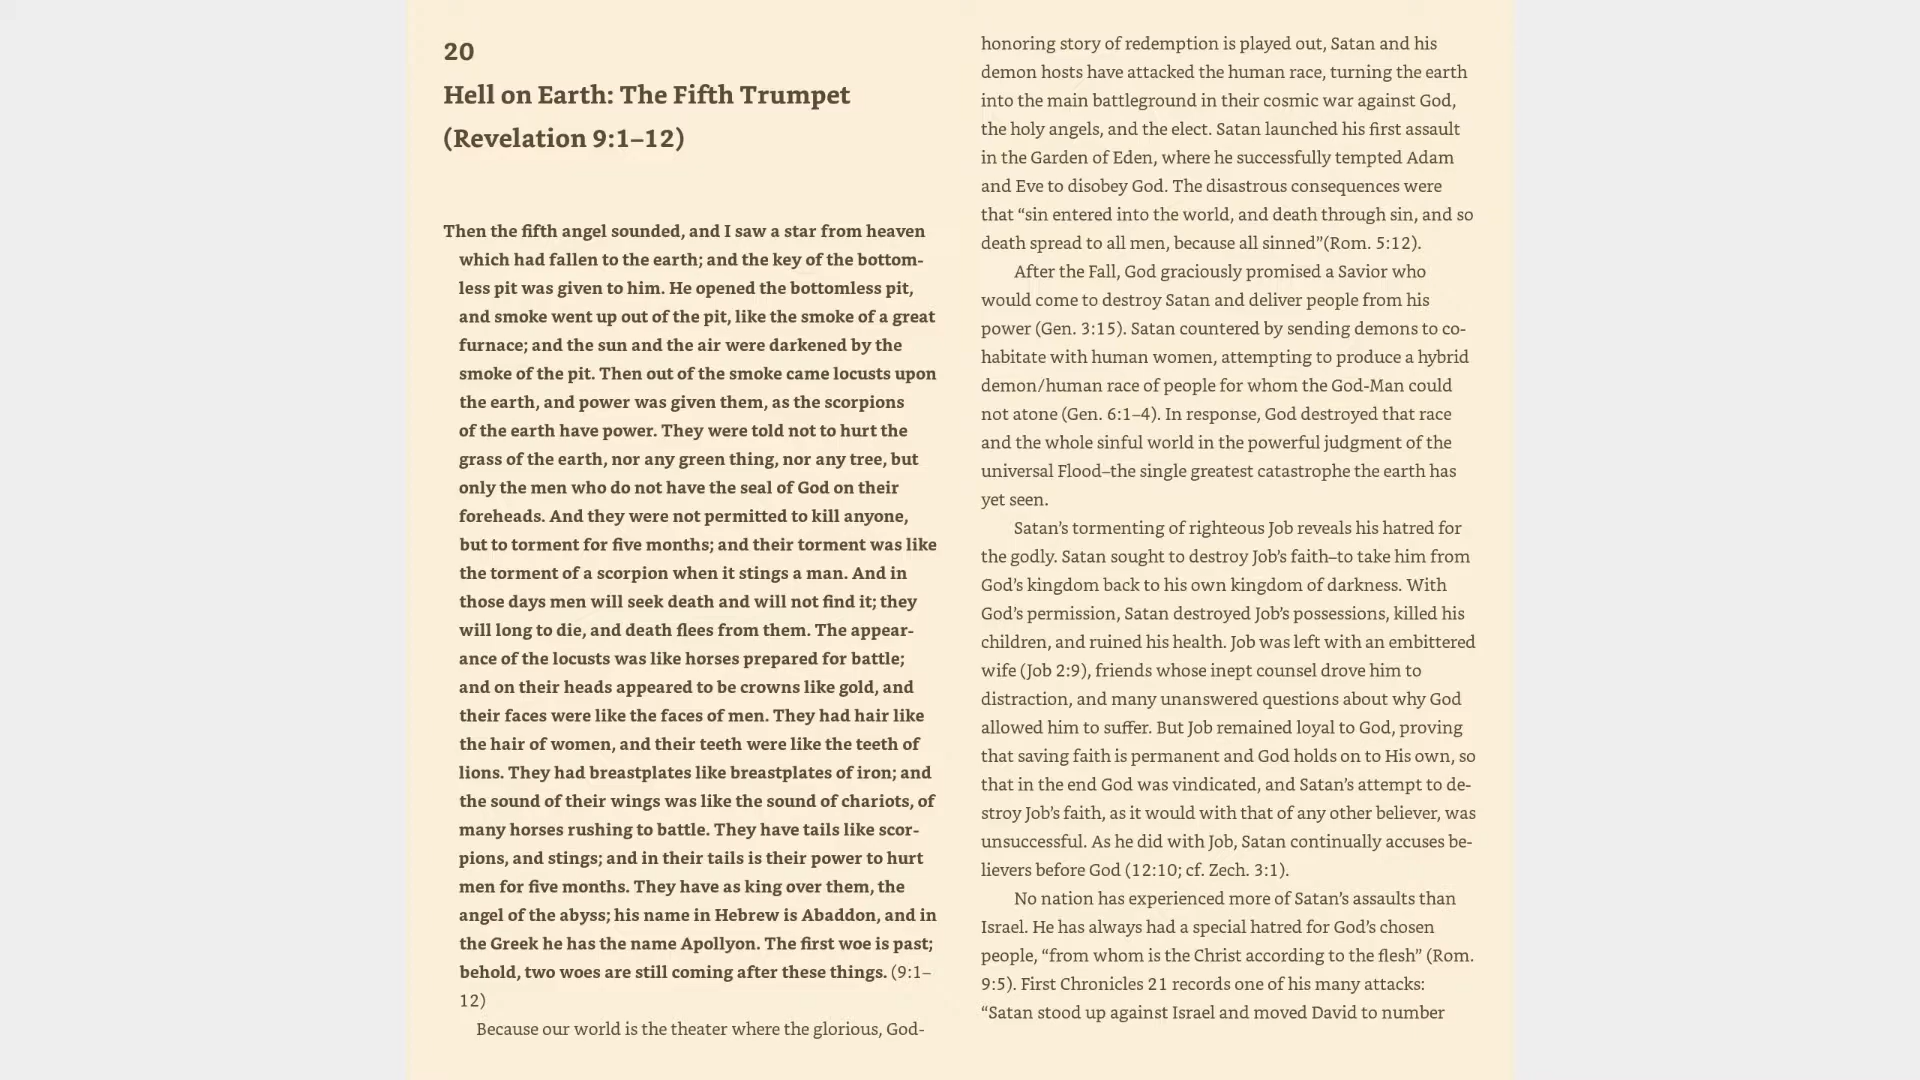 20
Hell on Earth: The Fifth Trumpet
(Revelation 9:1–12)
Then the fifth angel sounded, and I saw a star from heaven
which had fallen to the earth; and the key of the bottom-
less pit was given to him. He opened the bottomless pit,
and smoke went up out of the pit, like the smoke of a great
furnace; and the sun and the air were darkened by the
smoke of the pit. Then out of the smoke came locusts upon
the earth, and power was given them, as the scorpions
of the earth have power. They were told not to hurt the
grass of the earth, nor any green thing, nor any tree, but
only the men who do not have the seal of God on their
foreheads. And they were not permitted to kill anyone,
but to torment for five months; and their torment was like
the torment of a scorpion when it stings a man. And in
those days men will seek death and will not find it; they
will long to die, and death flees from them. The appear-
ance of the locusts was like horses prepared for battle;
and on their heads appeared to be crowns like gold, and
their faces were like the faces of men. They had hair like
the hair of women, and their teeth were like the teeth of
lions. They had breastplates like breastplates of iron; and
the sound of their wings was like the sound of chariots, of
many horses rushing to battle. They have tails like scor-
pions, and stings; and in their tails is their power to hurt
men for five months. They have as king over them, the
angel of the abyss; his name in Hebrew is Abaddon, and in
the Greek he has the name Apollyon. The first woe is past;
behold, two woes are still coming after these things. (9:1–
12)
Because our world is the theater where the glorious, God-
honoring story of redemption is played out, Satan and his
demon hosts have attacked the human race, turning the earth
into the main battleground in their cosmic war against God,
the holy angels, and the elect. Satan launched his first assault
in the Garden of Eden, where he successfully tempted Adam
and Eve to disobey God. The disastrous consequences were
that “sin entered into the world, and death through sin, and so
death spread to all men, because all sinned”(Rom. 5:12).
After the Fall, God graciously promised a Savior who
would come to destroy Satan and deliver people from his
power (Gen. 3:15). Satan countered by sending demons to co-
habitate with human women, attempting to produce a hybrid
demon/human race of people for whom the God-Man could
not atone (Gen. 6:1–4). In response, God destroyed that race
and the whole sinful world in the powerful judgment of the
universal Flood–the single greatest catastrophe the earth has
yet seen.
Satan’s tormenting of righteous Job reveals his hatred for
the godly. Satan sought to destroy Job’s faith–to take him from
God’s kingdom back to his own kingdom of darkness. With
God’s permission, Satan destroyed Job’s possessions, killed his
children, and ruined his health. Job was left with an embittered
wife (Job 2:9), friends whose inept counsel drove him to
distraction, and many unanswered questions about why God
allowed him to suffer. But Job remained loyal to God, proving
that saving faith is permanent and God holds on to His own, so
that in the end God was vindicated, and Satan’s attempt to de-
stroy Job’s faith, as it would with that of any other believer, was
unsuccessful. As he did with Job, Satan continually accuses be-
lievers before God (12:10; cf. Zech. 3:1).
No nation has experienced more of Satan’s assaults than
Israel. He has always had a special hatred for God’s chosen
people, “from whom is the Christ according to the flesh” (Rom.
9:5). First Chronicles 21 records one of his many attacks:
“Satan stood up against Israel and moved David to number